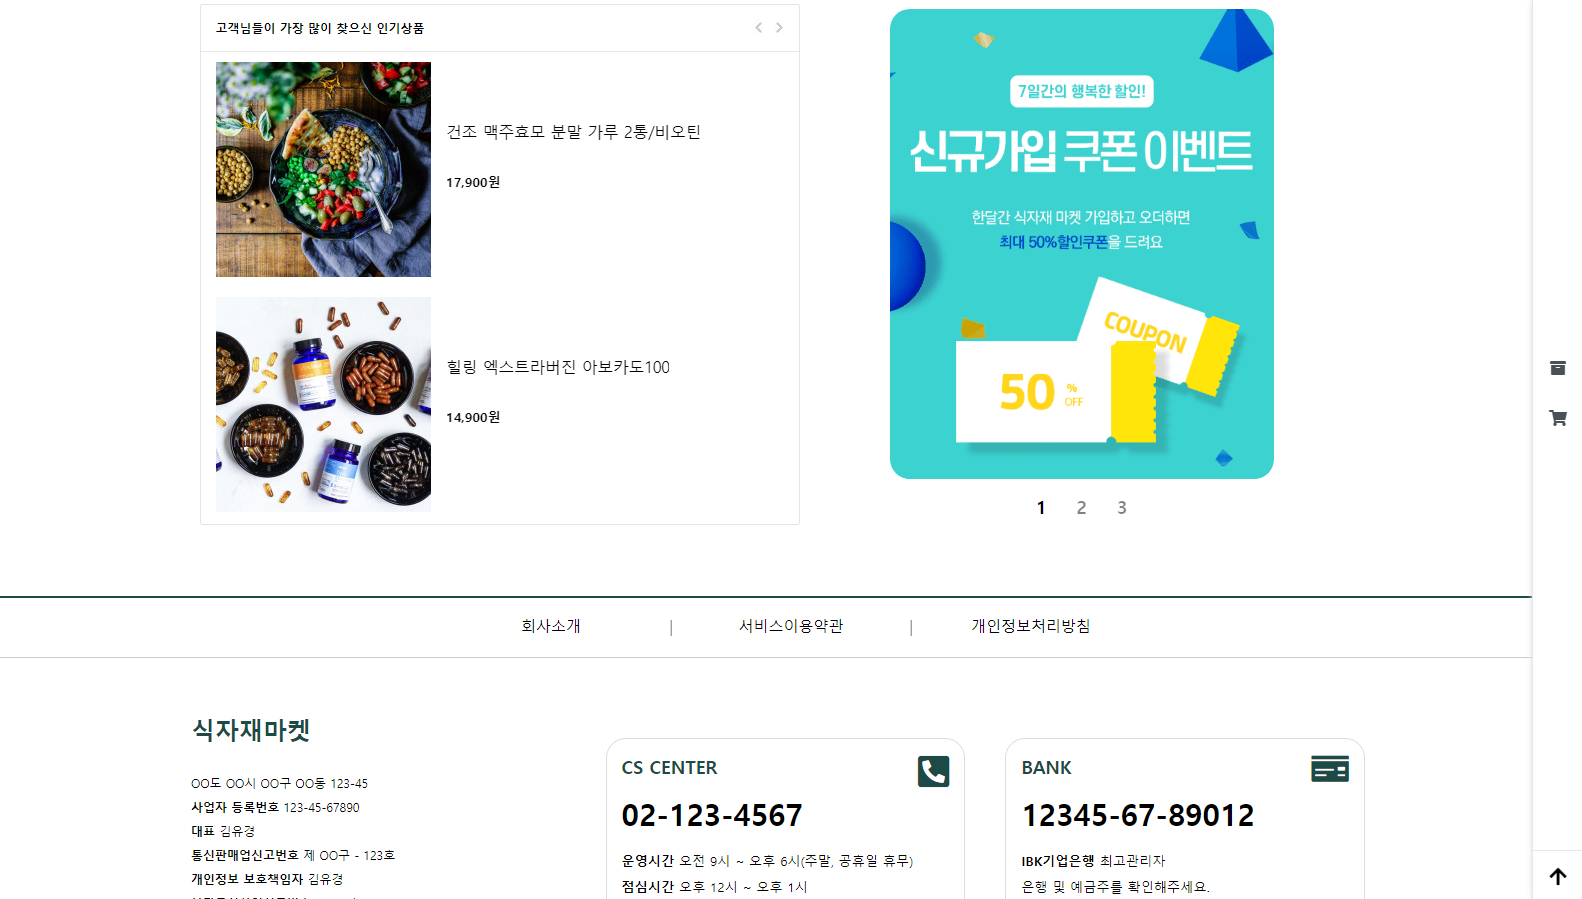 고객님들이 가장 많이 찾으신 인기상품
건조 맥주효모 분말 가루 2통/비오틴
17,900원
힐링 엑스트라버진 아보카도100
14,900원
7일간의 행복한 할인!
신규가입 쿠폰 이벤트
한달간 식자재 마켓 가입하고 오더하면
최대 50%할인쿠폰을 드려요
COUPON
50 % OFF
1 2 3
회사소개 | 서비스이용약관 | 개인정보처리방침
식자재마켓
OO도 OO시 OO구 OO동 123-45
사업자 등록번호 123-45-67890
대표 김유경
통신판매업신고번호 제 OO구 - 123호
개인정보 보호책임자 김유경
CS CENTER
02-123-4567
운영시간 오전 9시 ~ 오후 6시(주말, 공휴일 휴무)
점심시간 오후 12시 ~ 오후 1시
BANK
12345-67-89012
IBK기업은행 최고관리자
은행 및 예금주를 확인해주세요.